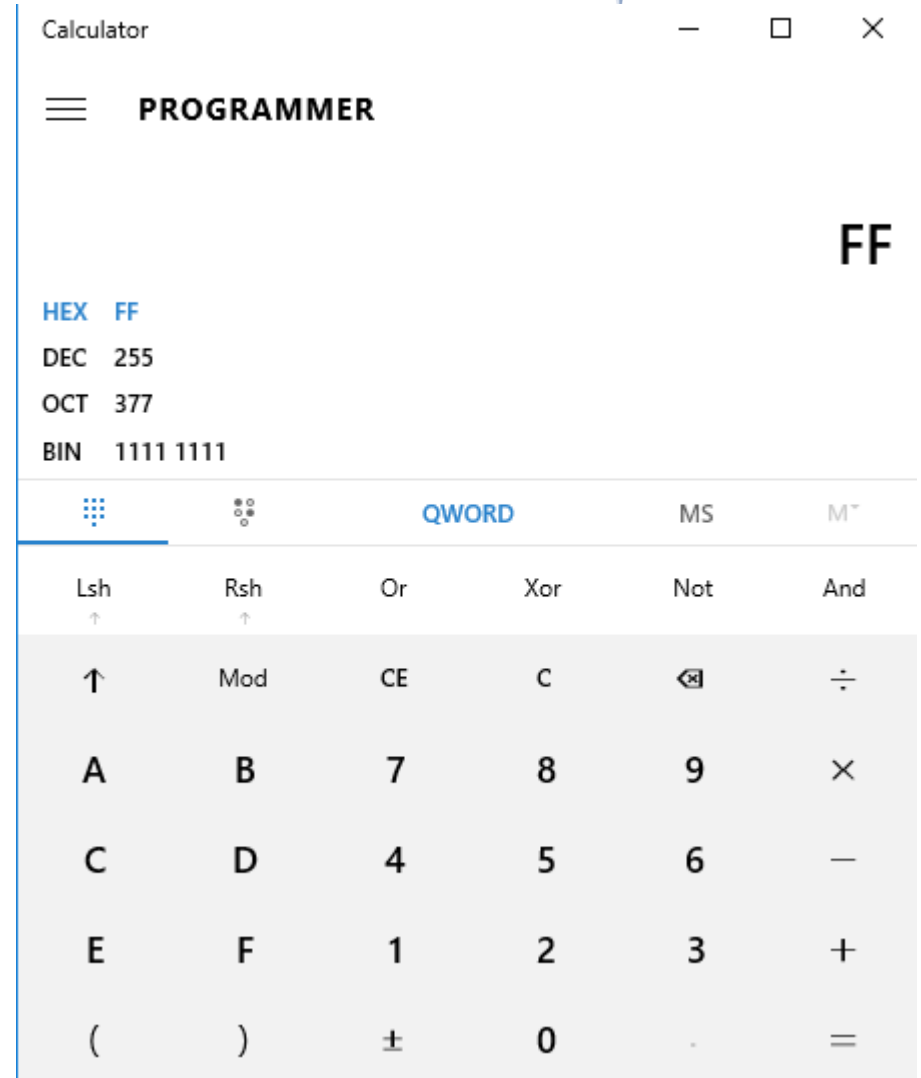 Calculator
PROGRAMMER
FF
HEX FF
DEC 255
OCT 377
BIN 1111 1111
QWORD MS M
Lsh Rsh Or Xor Not And
↑ ↑
↑ Mod CE C ÷
A B 7 8 9 ×
C D 4 5 6 −
E F 1 2 3 +
( ) ± 0 . =